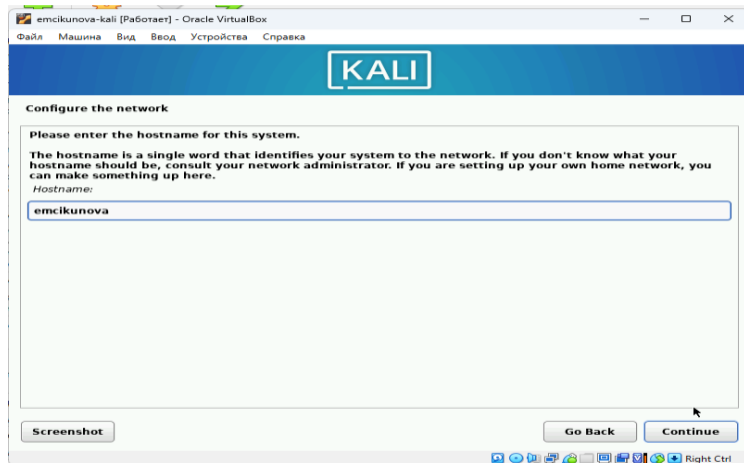 emcikunova-kali [Работает] - Oracle VirtualBox
Файл Машина Вид Ввод Устройства Справка
KALI
Configure the network
Please enter the hostname for this system.
The hostname is a single word that identifies your system to the network. If you don't know what your
hostname should be, consult your network administrator. If you are setting up your own home network, you
can make something up here.
Hostname:
emcikunova
Screenshot Go Back Continue
Right Ctrl